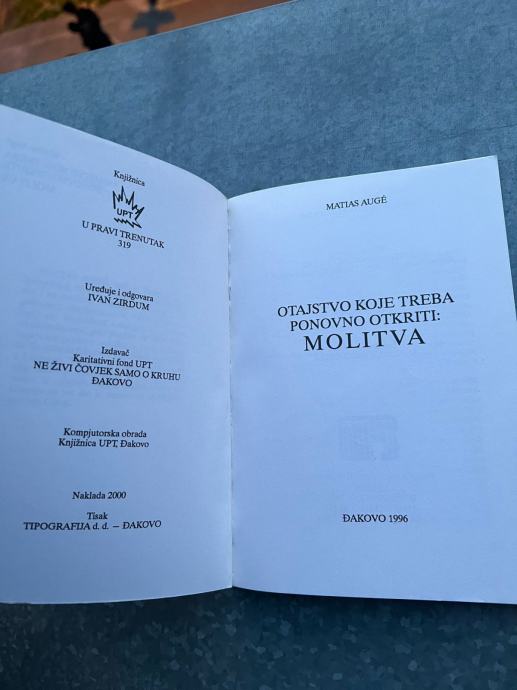 Knjižnica
UPT
U PRAVI TRENUTAK
319
Uređuje i odgovara
IVAN ZIRDUM
Izdavač
Karitativni fond UPT
NE ŽIVI ČOVJEK SAMO O KRUHU
ĐAKOVO
Kompjutorska obrada
Knjižnica UPT, Đakovo
Naklada 2000
Tisak
TIPOGRAFIJA d. d. — ĐAKOVO
MATIAS AUGÉ
OTAJSTVO KOJE TREBA
PONOVNO OTKRITI:
MOLITVA
ĐAKOVO 1996